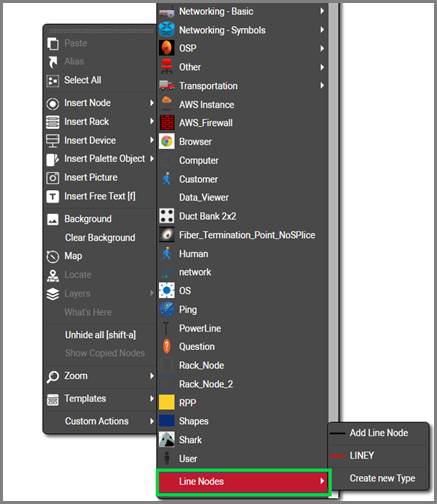 Paste
Alias
Select All
Insert Node
Insert Rack
Insert Device
Insert Palette Object
Insert Picture
Insert Free Text [f]
Background
Clear Background
Map
Locate
Layers
What's Here
Unhide all [shift-a]
Show Copied Nodes
Zoom
Templates
Custom Actions
Networking - Basic
Networking - Symbols
OSP
Other
Transportation
AWS Instance
AWS_Firewall
Browser
Computer
Customer
Data_Viewer
Duct Bank 2x2
Fiber_Termination_Point_NoSPlice
Human
network
OS
Ping
PowerLine
Question
Rack_Node
Rack_Node_2
RPP
Shapes
Shark
User
Line Nodes
Add Line Node
LINEY
Create new Type